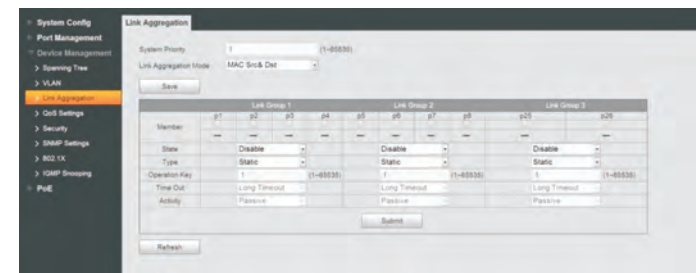 System Config
Port Management
Device Management
> Spanning Tree
> VLAN
> Link Aggregation
> QoS Settings
> Security
> SNMP Settings
> 802.1X
> IGMP Snooping
PoE
Link Aggregation
System Priority 1 (1~65535)
Link Aggregation Mode MAC Src& Dst
Save
Link Group 1 Link Group 2 Link Group 3
Member p1 p2 p3 p4 p5 p6 p7 p8 p25 p26
— — — — — — — — — —
State Disable Disable Disable
Type Static Static Static
Operation Key 1 (1~65535) 1 (1~65535) 1 (1~65535)
Time Out Long Timeout Long Timeout Long Timeout
Activity Passive Passive Passive
Submit
Refresh